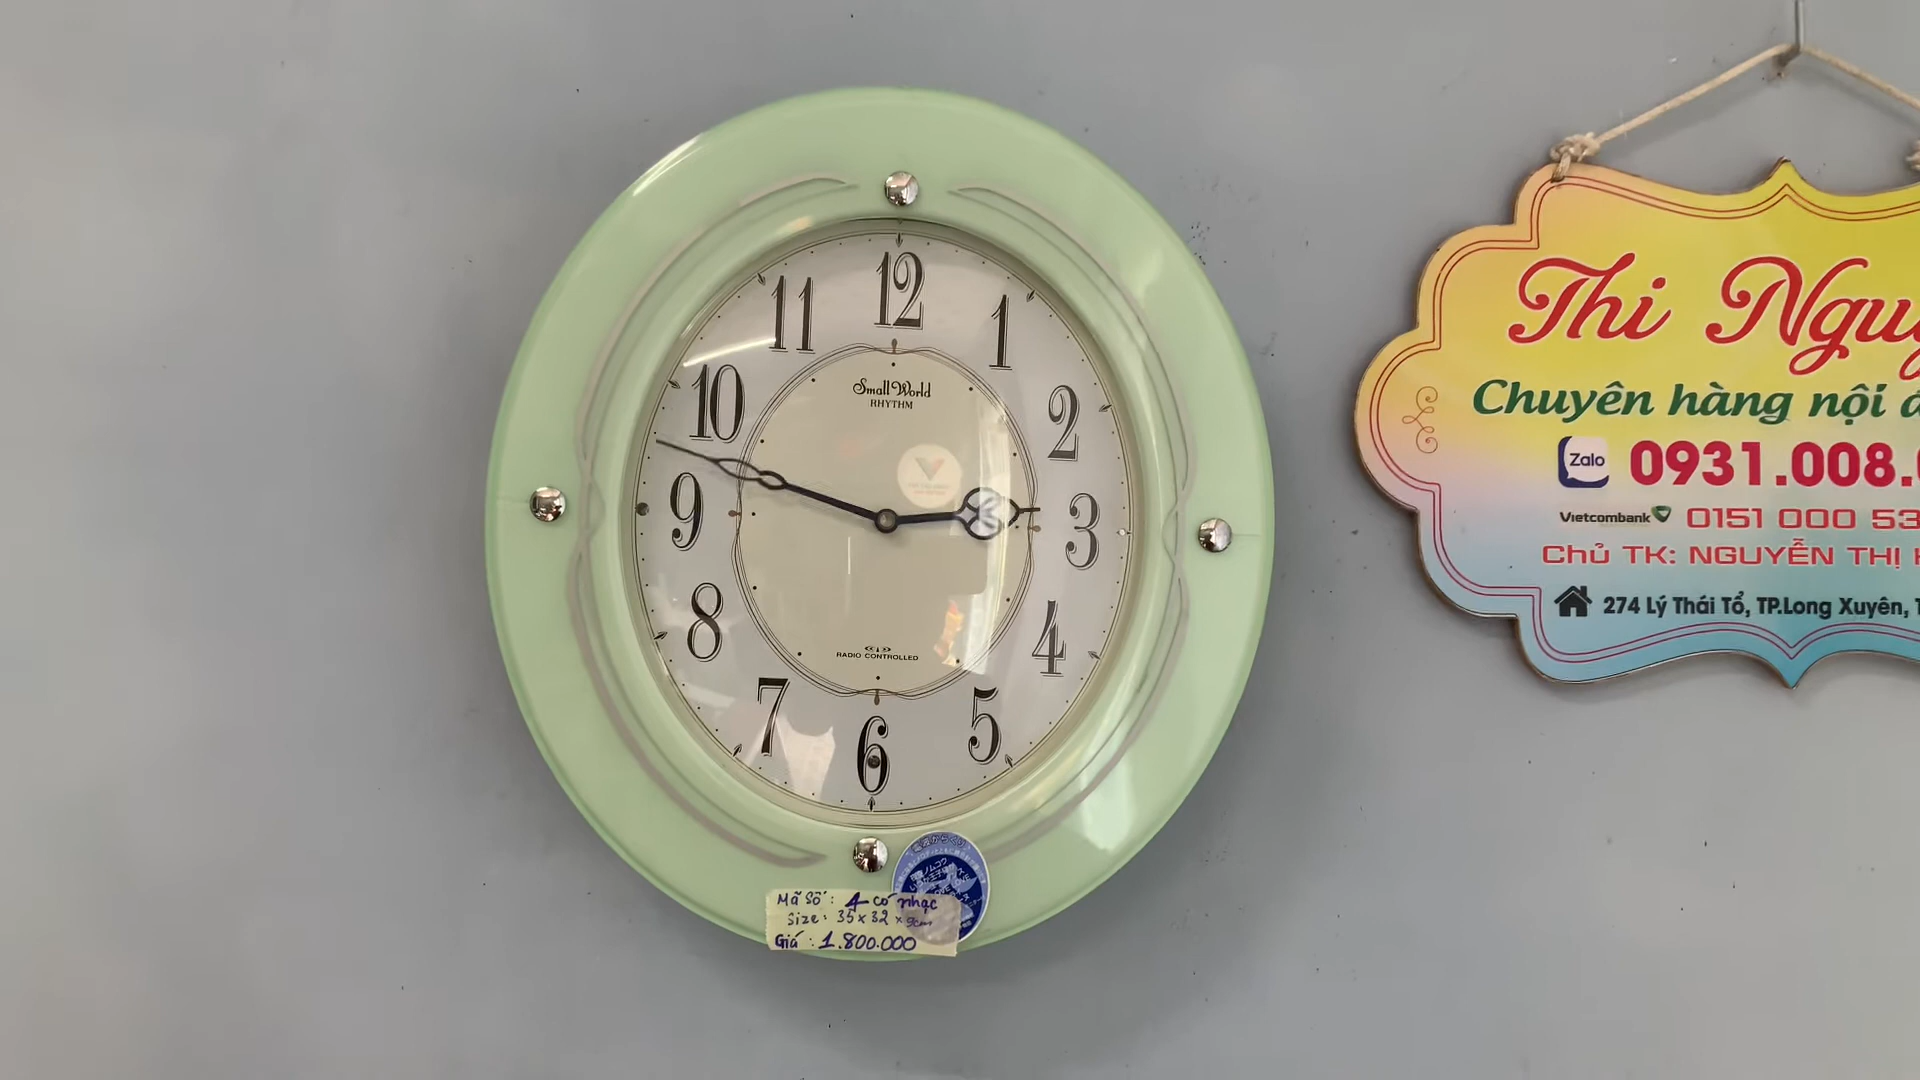 12
11
1
10
2
9
3
8
4
7
5
6
Small World
RHYTHM
RADIO CONTROLLED
Mã Số : 4 có nhạc
Size: 35 x 32 x 9cm
Giá : 1.800.000
Thi
Chuyên hàng nội
Zalo 0931.008.
Vietcombank 0151 000 53
Chủ TK: NGUYỄN THỊ
274 Lý Thái Tổ, TP.Long Xuyên,